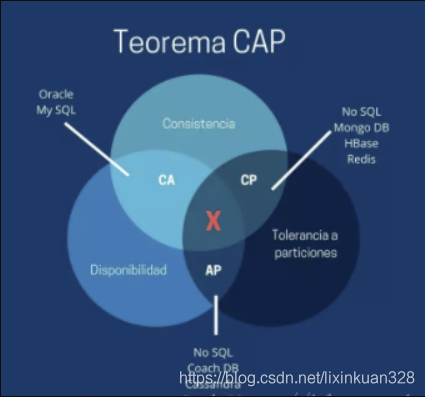 Teorema CAP
Oracle
My SQL
Consistencia
No SQL
Mongo DB
HBase
Redis
CA
CP
X
Tolerancia a
particiones
Disponibilidad
AP
No SQL
Coach DB
Cassandra
https://blog.csdn.net/lixinkuan328